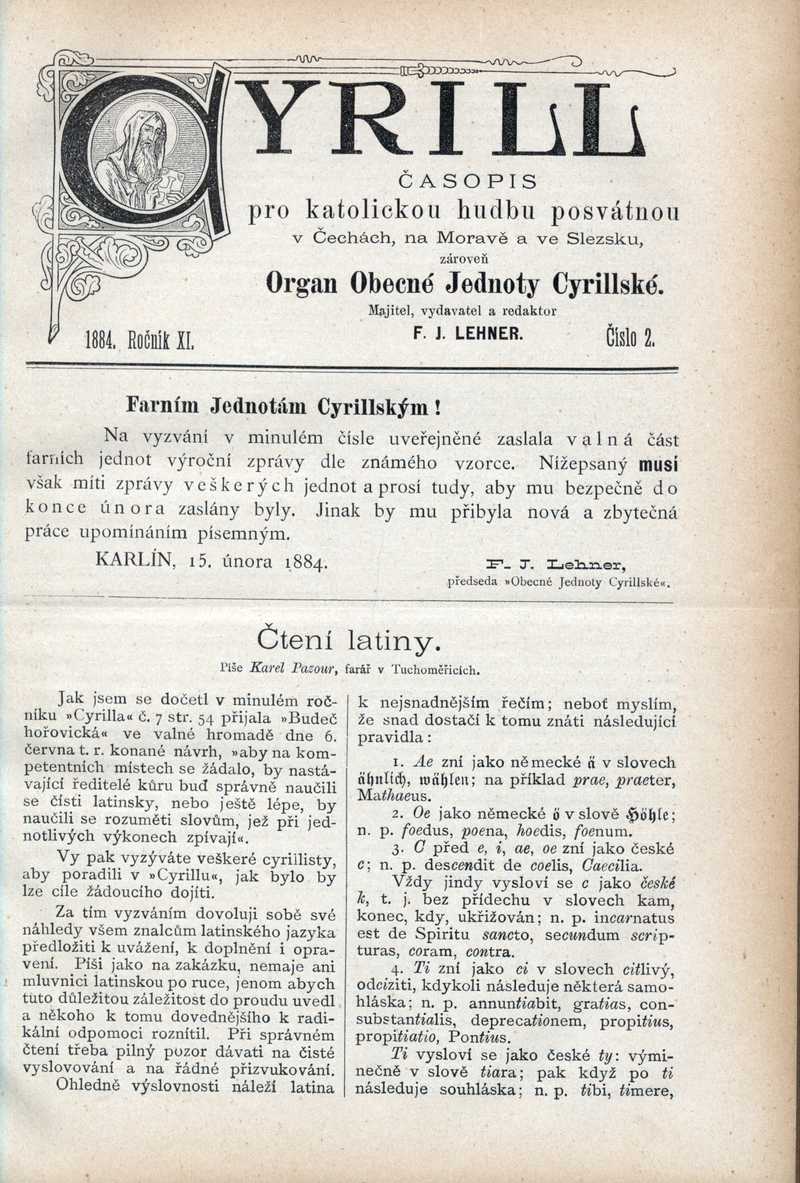 CYRILL
ČASOPIS
pro katolickou hudbu posvátnou
v Čechách, na Moravě a ve Slezsku,
zároveň
Organ Obecné Jednoty Cyrillské.
Majitel, vydavatel a redaktor
1884. Ročník XI.
F. J. LEHNER.
Číslo 2.
Farním Jednotám Cyrillským!
Na vyzvání v minulém čísle uveřejněné zaslala valná část
farních jednot výroční zprávy dle známého vzorce. Nížepsaný musí
však míti zprávy veškerých jednot a prosí tudy, aby mu bezpečně do
konce února zaslány byly. Jinak by mu přibyla nová a zbytečná
práce upomínáním písemným.
KARLÍN, 15. února 1884.
F. J. Lehner,
předseda »Obecné Jednoty Cyrillské«.
Čtení latiny.
Píše Karel Pazour, farář v Tuchoměřicích.
Jak jsem se dočetl v minulém roč-
níku »Cyrilla« č. 7 str. 54 přijala »Budeč
hořovická« ve valné hromadě dne 6.
června t. r. konané návrh, »aby na kom-
petentních místech se žádalo, by nastá-
vající ředitelé kůru buď správně naučili
se čísti latinsky, nebo ještě lépe, by
naučili se rozuměti slovům, jež při jed-
notlivých výkonech zpívají«.
Vy pak vyzýváte veškeré cyrillisty,
aby poradili v »Cyrillu«, jak bylo by
lze cíle žádoucího dojíti.
Za tím vyzváním dovoluji sobě své
náhledy všem znalcům latinského jazyka
předložiti k uvážení, k doplnění i opra-
vení. Píši jako na zakázku, nemaje ani
mluvnici latinskou po ruce, jenom abych
tuto důležitou záležitost do proudu uvedl
a někoho k tomu dovednějšího k radi-
kální odpomoci roznítil. Při správném
čtení třeba pilný pozor dávati na čisté
vyslovování a na řádné přizvukování.
Ohledně výslovnosti náleží latina
k nejsnadnějším řečím; neboť myslím,
že snad dostačí k tomu znáti následující
pravidla:
1. Ae zní jako německé ä v slovech
ähnlich, wählen; na příklad prae, praeter,
Mathaeus.
2. Oe jako německé ö v slově Höhle;
n. p. foedus, poena, hoedis, foenum.
3. C před e, i, ae, oe zní jako české
c; n. p. descendit de coelis, Caecilia.
Vždy jindy vysloví se c jako české
k, t. j. bez přídechu v slovech kam,
konec, kdy, ukřižován; n. p. incarnatus
est de Spiritu sancto, secundum scrip-
turas, coram, contra.
4. Ti zní jako ci v slovech citlivý,
odciziti, kdykoli následuje některá samo-
hláska; n. p. annuntiabit, gratias, con-
substantialis, deprecationem, propitius,
propitiatio, Pontius.
Ti vysloví se jako české ty: vými-
nečně v slově tiara; pak když po ti
následuje souhláska; n. p. tibi, timere,